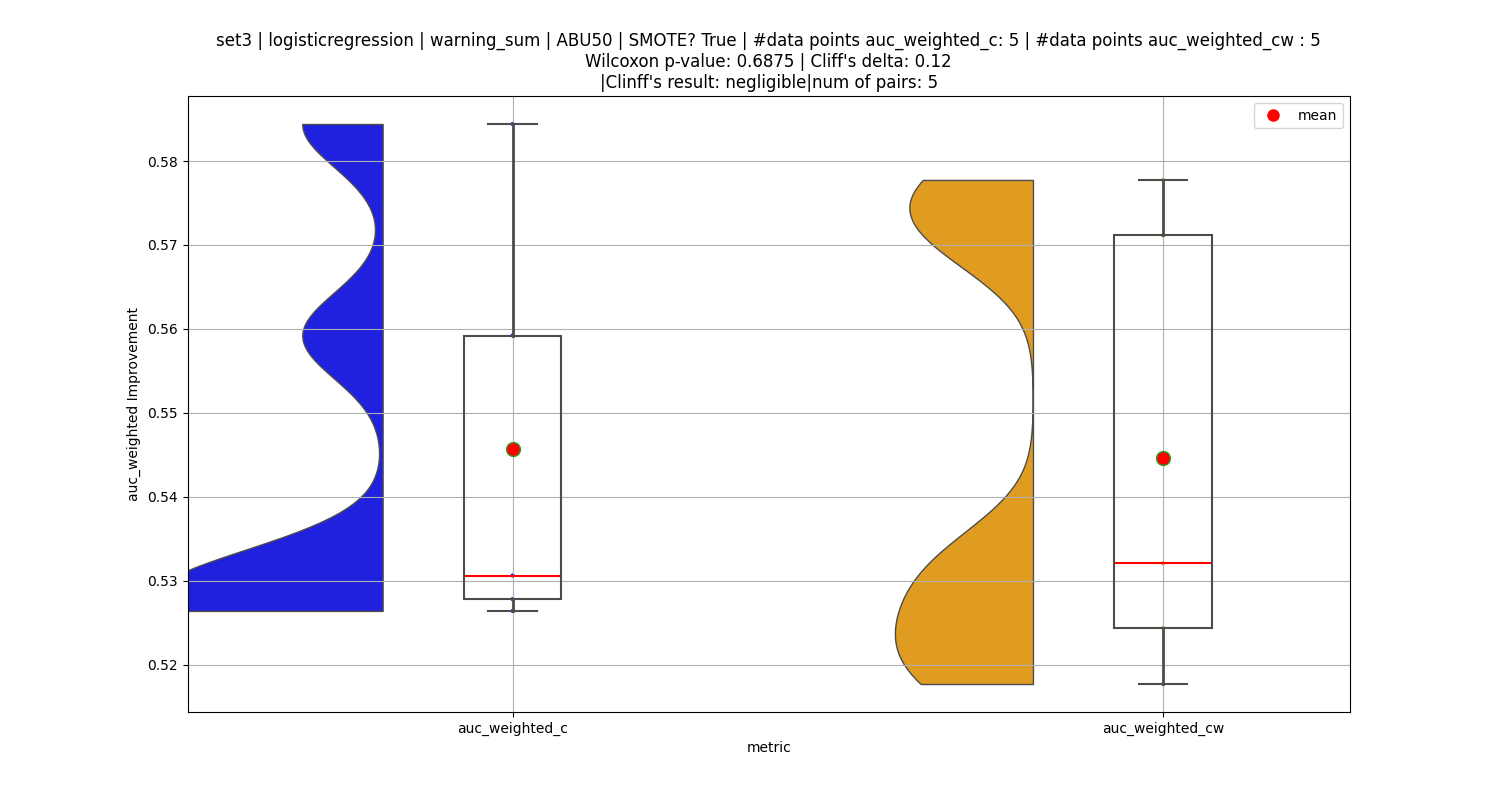 set3 | logisticregression | warning_sum | ABU50 | SMOTE? True | #data points auc_weighted_c: 5 | #data points auc_weighted_cw : 5
Wilcoxon p-value: 0.6875 | Cliff's delta: 0.12
|Clinff's result: negligible|num of pairs: 5
mean
0.58
0.57
0.56
0.55
0.54
0.53
0.52
auc_weighted Improvement
auc_weighted_c
auc_weighted_cw
metric